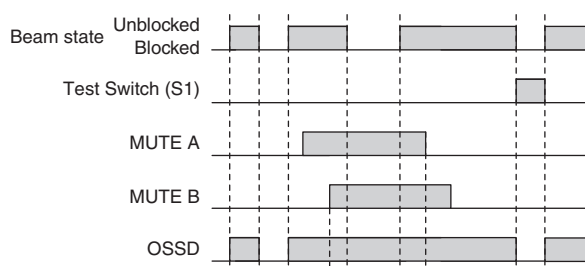 Beam state Unblocked
Blocked
Test Switch (S1)
MUTE A
MUTE B
OSSD